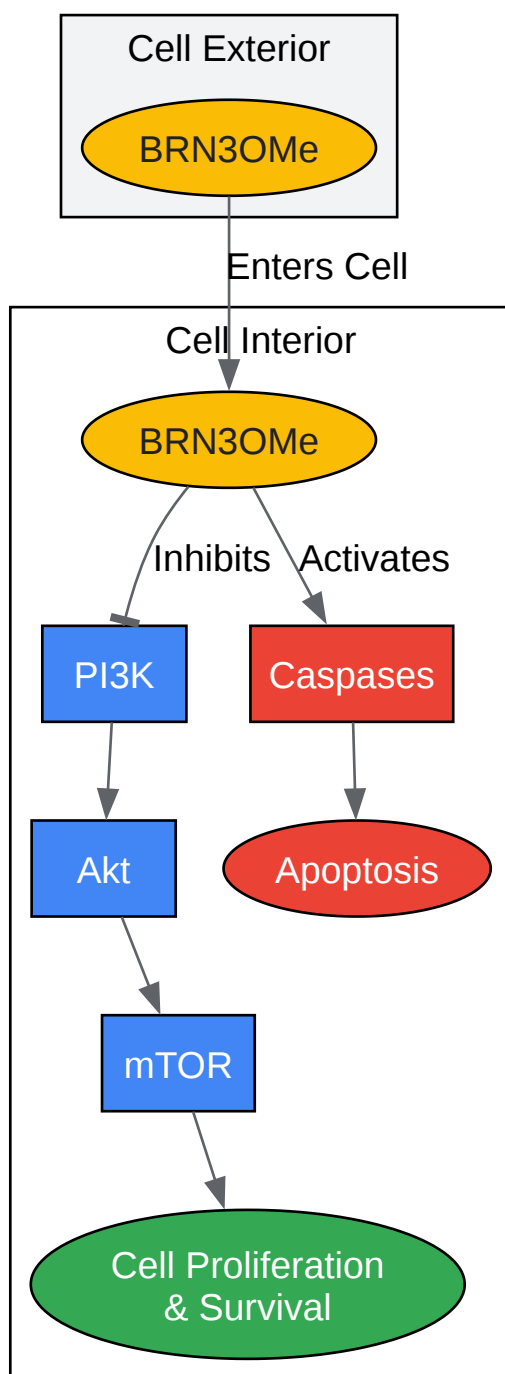 Cell Exterior
BRN3OMe
Enters Cell
Cell Interior
BRN3OMe
Inhibits
Activates
PI3K
Caspases
Akt
Apoptosis
mTOR
Cell Proliferation
& Survival